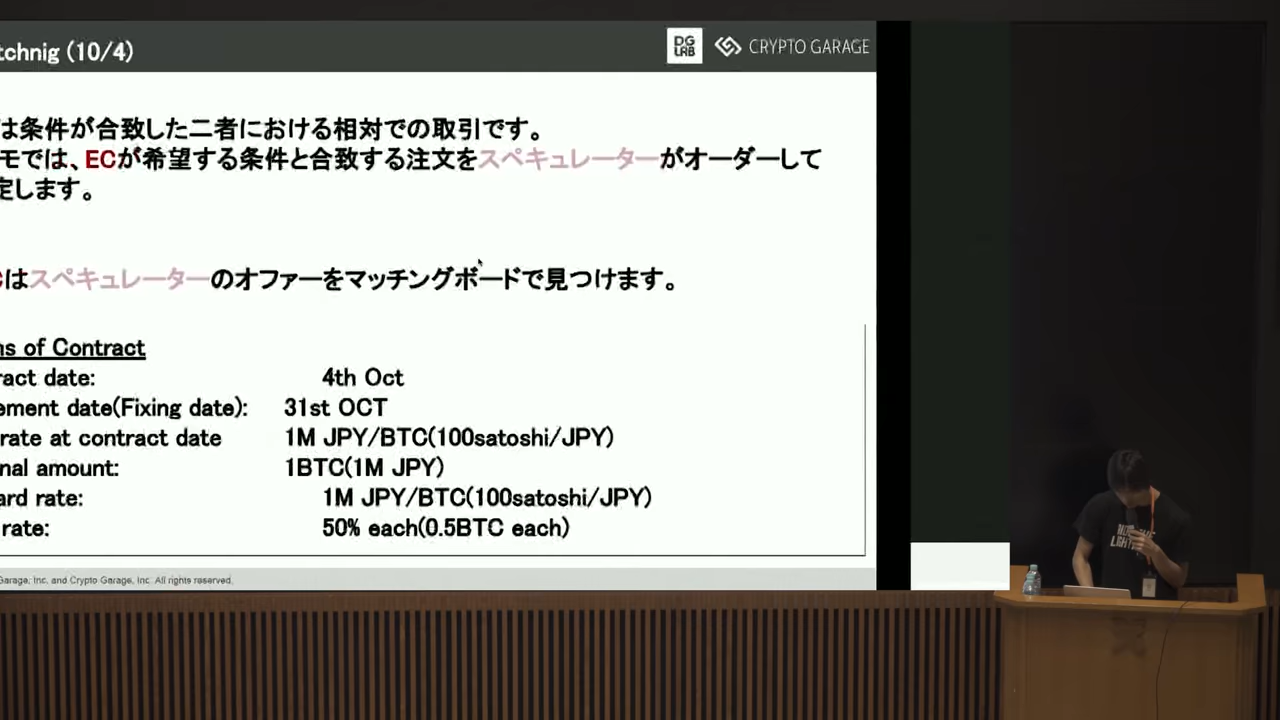 tchnig (10/4)
DG LAB
CRYPTO GARAGE
は条件が合致した二者における相対での取引です。
モでは、ECが希望する条件と合致する注文をスペキュレーターがオーダーして
定します。
Cはスペキュレーターのオファーをマッチングボードで見つけます。
ns of Contract
ract date: 4th Oct
ement date(Fixing date): 31st OCT
rate at contract date 1M JPY/BTC(100satoshi/JPY)
nal amount: 1BTC(1M JPY)
ard rate: 1M JPY/BTC(100satoshi/JPY)
rate: 50% each(0.5BTC each)
Garage, Inc. and Crypto Garage, Inc. All rights reserved.